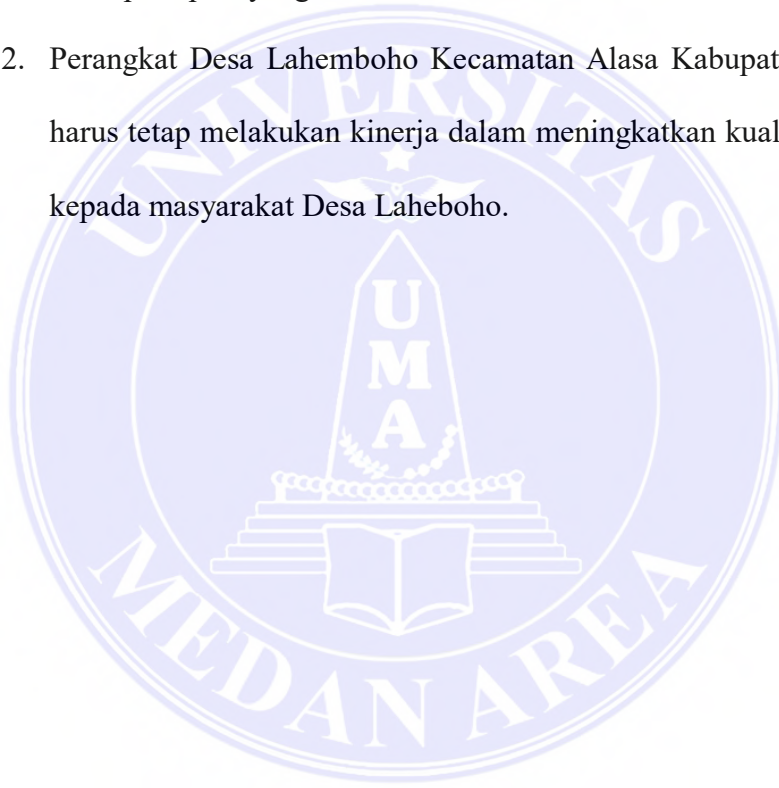 2. Perangkat Desa Lahemboho Kecamatan Alasa Kabupat
harus tetap melakukan kinerja dalam meningkatkan kual
kepada masyarakat Desa Laheboho.
UNIVERSITAS
U
M
A
MEDAN AREA